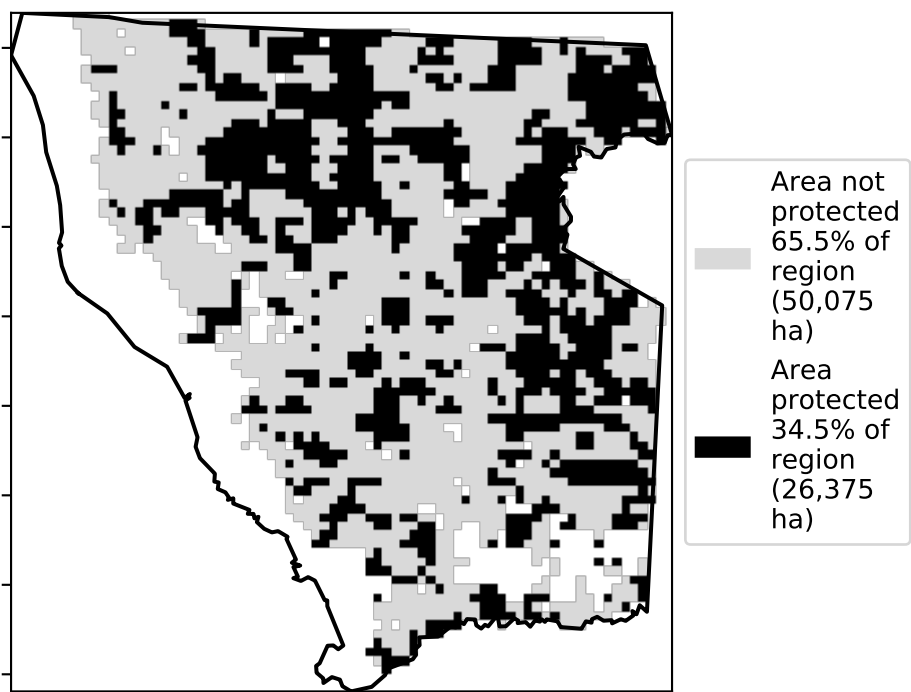 Area not
protected
65.5% of
region
(50,075
ha)
Area
protected
34.5% of
region
(26,375
ha)